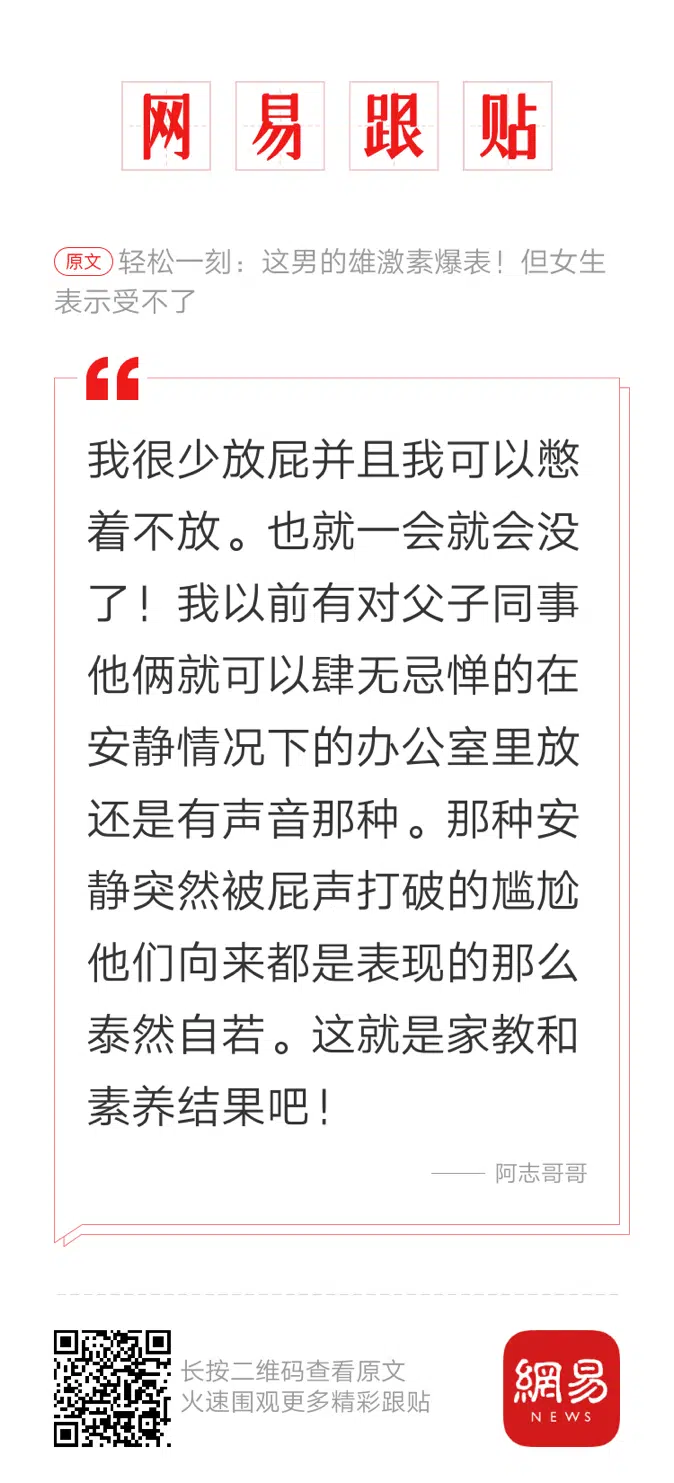 网易跟贴
原文 轻松一刻：这男的雄激素爆表！但女生
表示受不了
我很少放屁并且我可以憋
着不放。也就一会就会没
了！我以前有对父子同事
他俩就可以肆无忌惮的在
安静情况下的办公室里放
还是有声音那种。那种安
静突然被屁声打破的尴尬
他们向来都是表现的那么
泰然自若。这就是家教和
素养结果吧！
—— 阿志哥哥
长按二维码查看原文
火速围观更多精彩跟贴
網易
NEWS